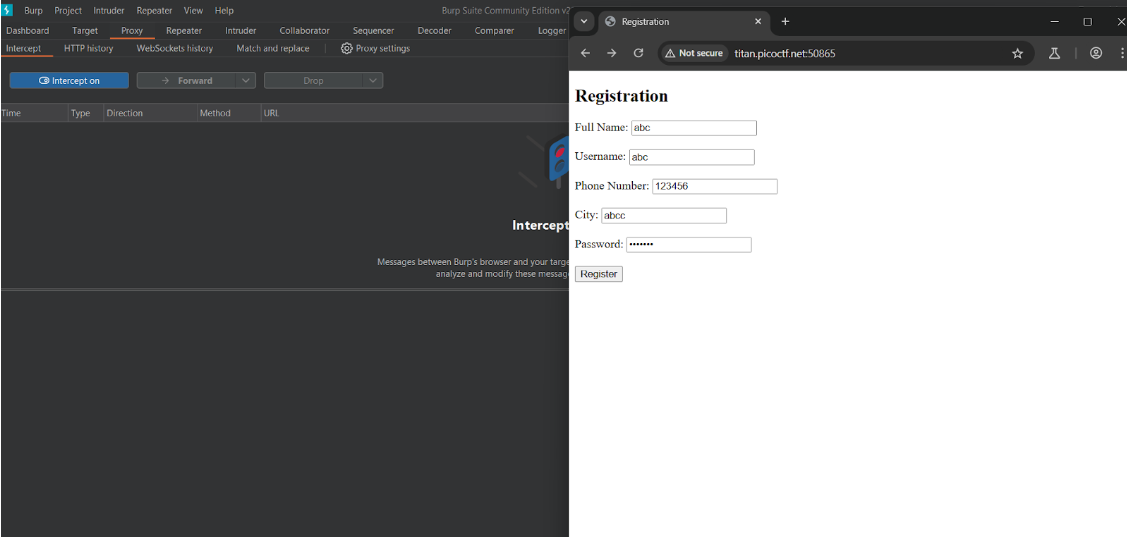 Burp Project Intruder Repeater View Help Burp Suite Community Edition
Dashboard Target Proxy Repeater Intruder Collaborator Sequencer Decoder Comparer Logger
Intercept HTTP history WebSockets history Match and replace Proxy settings
Intercept on Forward Drop
Time Type Direction Method URL
Intercept
Messages between Burp's browser and your targe
analyze and modify these message
Registration
Not secure titan.picoctf.net:50865
Registration
Full Name: abc
Username: abc
Phone Number: 123456
City: abcc
Password: •••••••
Register